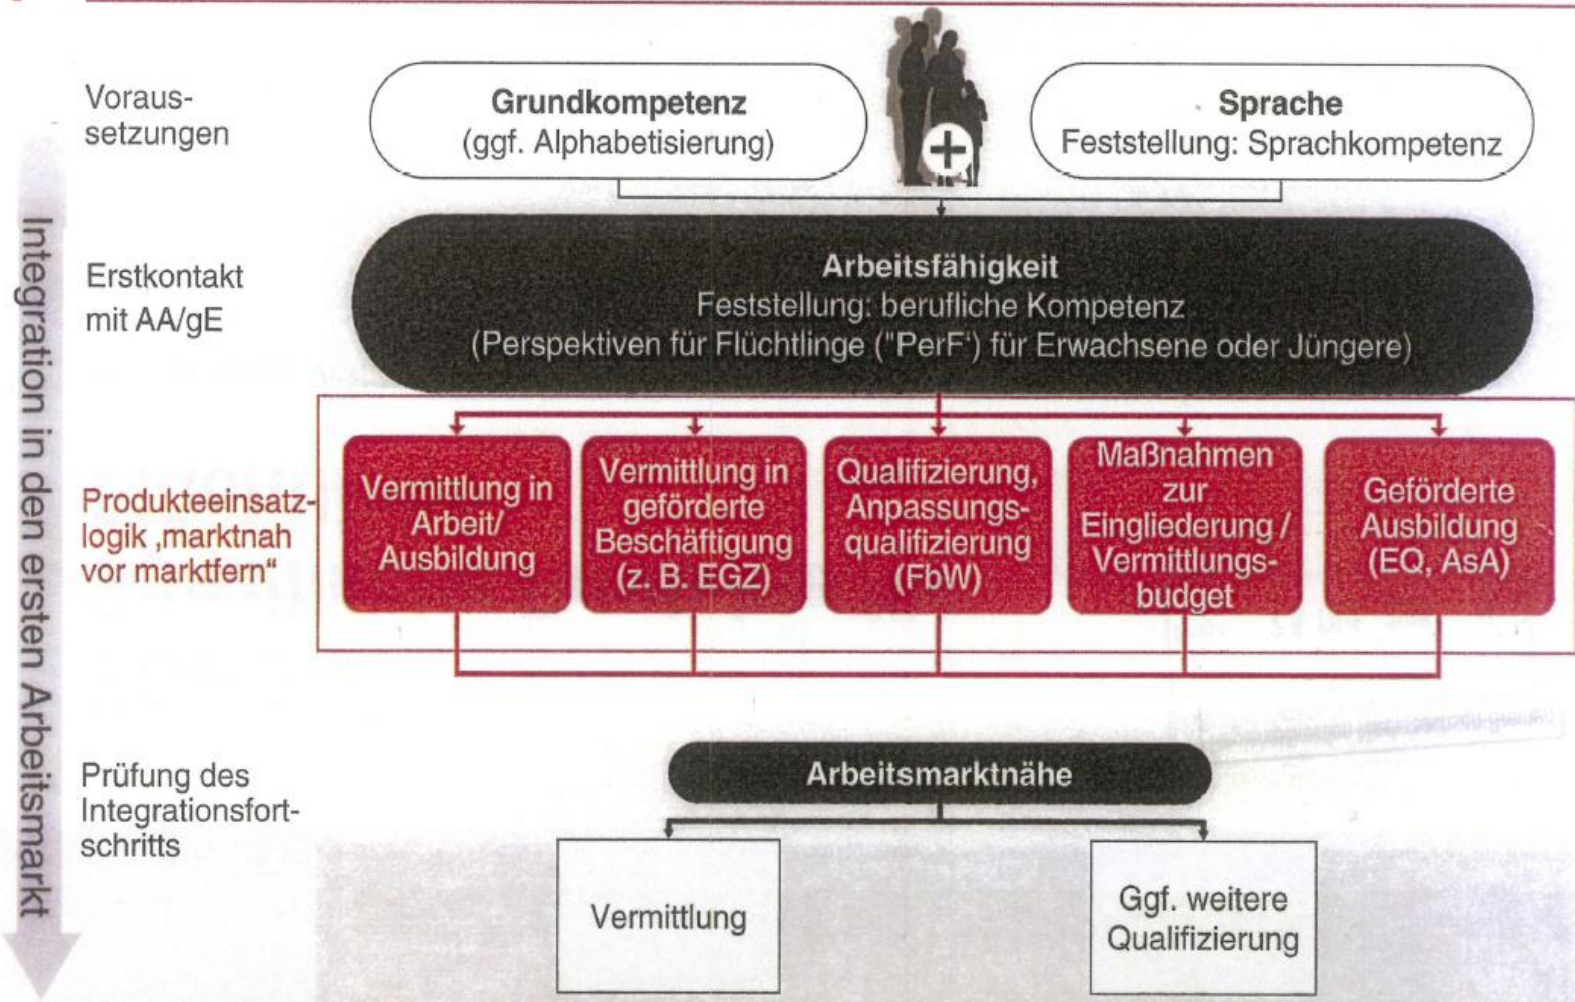 Voraus-
setzungen
Grundkompetenz
(ggf. Alphabetisierung)
Sprache
Feststellung: Sprachkompetenz
Integration in den ersten Arbeitsmarkt
Erstkontakt
mit AA/gE
Arbeitsfähigkeit
Feststellung: berufliche Kompetenz
(Perspektiven für Flüchtlinge ("PerF') für Erwachsene oder Jüngere)
Produkteeinsatz-
logik ‚marktnah
vor marktfern“
Vermittlung in
Arbeit/
Ausbildung
Vermittlung in
geförderte
Beschäftigung
(z. B. EGZ)
Qualifizierung,
Anpassungs-
qualifizierung
(FbW)
Maßnahmen
zur
Eingliederung /
Vermittlungs-
budget
Geförderte
Ausbildung
(EQ, AsA)
Prüfung des
Integrationsfort-
schritts
Arbeitsmarktnähe
Vermittlung
Ggf. weitere
Qualifizierung